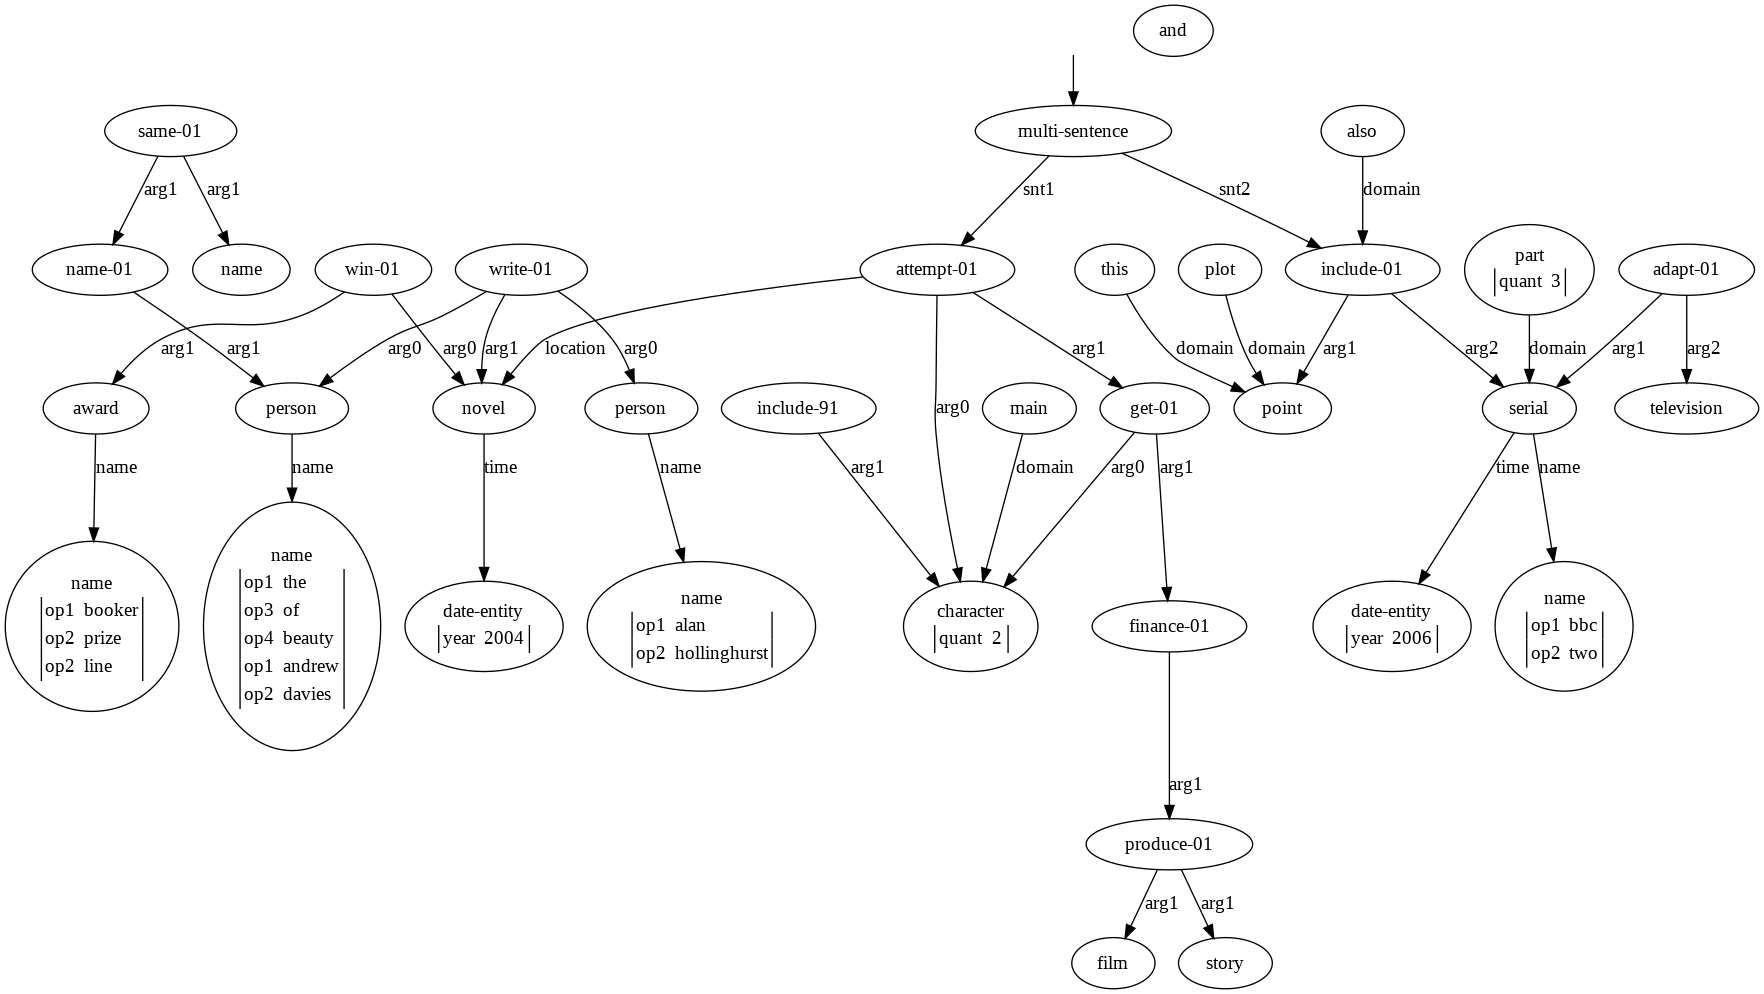 and
same-01
multi-sentence
also
arg1
arg1
snt1
snt2
domain
name-01
name
win-01
write-01
attempt-01
this
plot
include-01
part
quant 3
adapt-01
arg1
arg1
arg0
arg0
arg1
location
arg0
arg1
domain
domain
arg1
arg2
domain
arg1
arg2
award
person
novel
person
include-91
main
get-01
point
serial
television
arg0
name
name
time
name
arg1
domain
arg0
arg1
time
name
name
op1 booker
op2 prize
op2 line
name
op1 the
op3 of
op4 beauty
op1 andrew
op2 davies
date-entity
year 2004
name
op1 alan
op2 hollinghurst
character
quant 2
finance-01
date-entity
year 2006
name
op1 bbc
op2 two
arg1
produce-01
arg1
arg1
film
story